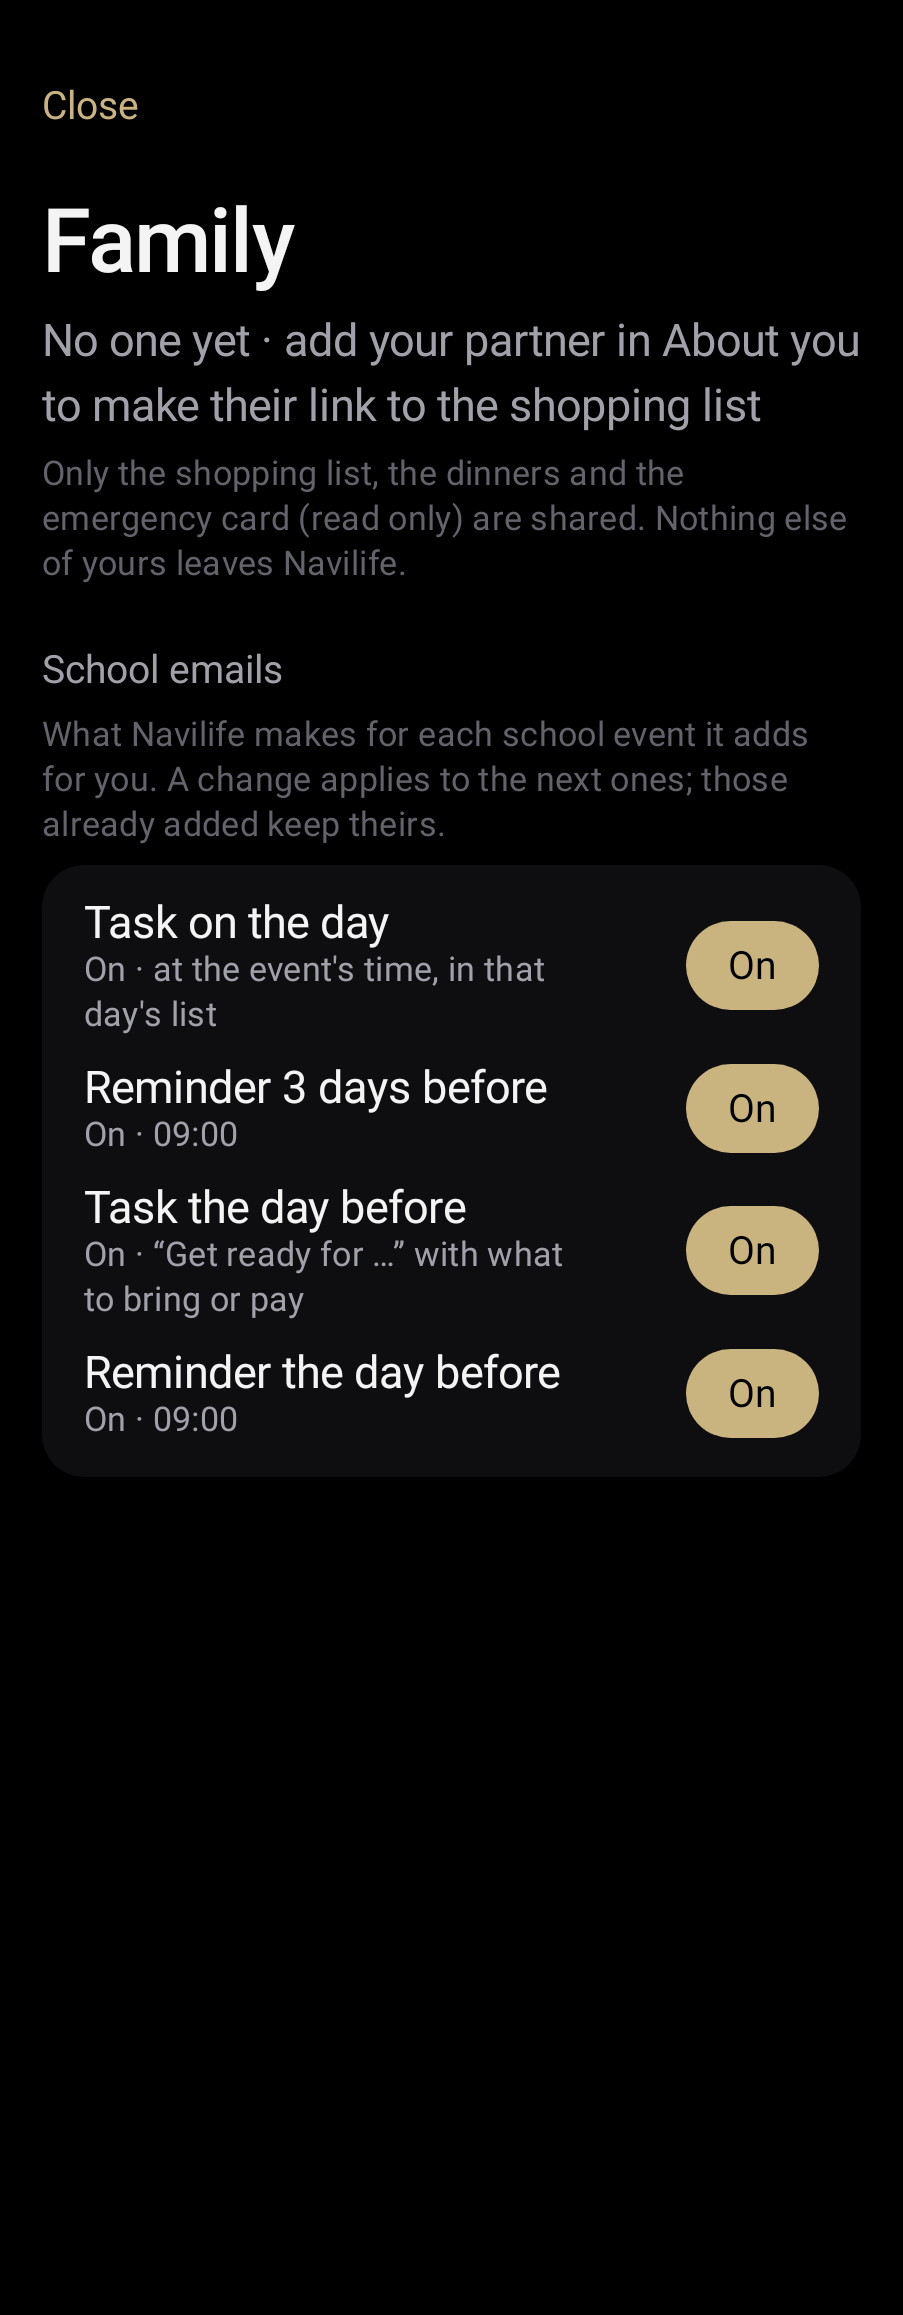 Close
Family
No one yet · add your partner in About you
to make their link to the shopping list
Only the shopping list, the dinners and the
emergency card (read only) are shared. Nothing else
of yours leaves Navilife.
School emails
What Navilife makes for each school event it adds
for you. A change applies to the next ones; those
already added keep theirs.
Task on the day
On · at the event's time, in that
day's list
On
Reminder 3 days before
On · 09:00
On
Task the day before
On · “Get ready for …” with what
to bring or pay
On
Reminder the day before
On · 09:00
On